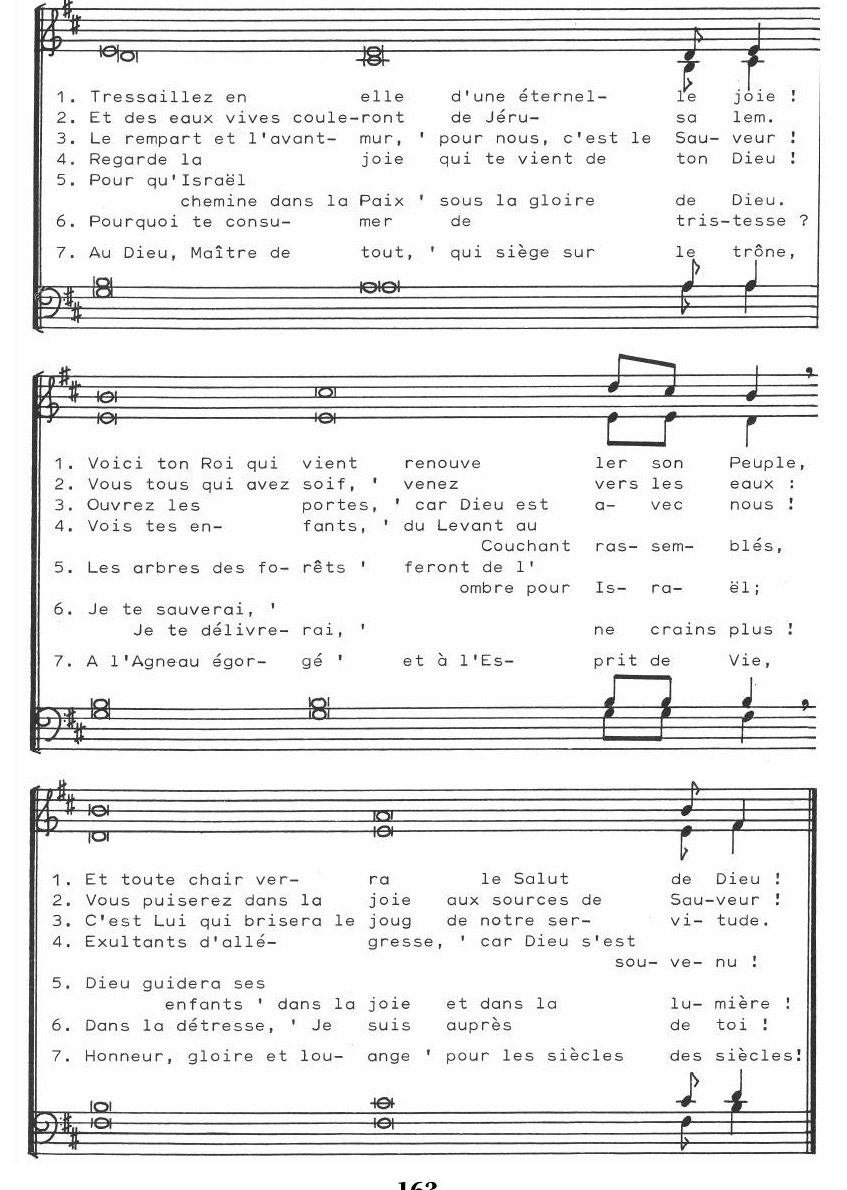 1. Tressaillez en elle d'une éternel- le joie !
2. Et des eaux vives coule-ront de Jéru- sa lem.
3. Le rempart et l'avant- mur, ' pour nous, c'est le Sau- veur !
4. Regarde la joie qui te vient de ton Dieu !
5. Pour qu'Israël
chemine dans la Paix ' sous la gloire de Dieu.
6. Pourquoi te consu- mer de tris-tesse ?
7. Au Dieu, Maître de tout, ' qui siège sur le trône,
1. Voici ton Roi qui vient renouve ler son Peuple,
2. Vous tous qui avez soif, ' venez vers les eaux :
3. Ouvrez les portes, ' car Dieu est a- vec nous !
4. Vois tes en- fants, ' du Levant au
Couchant ras- sem- blés,
5. Les arbres des fo- rêts ' feront de l'
ombre pour Is- ra- ël;
6. Je te sauverai, '
Je te délivre- rai, ' ne crains plus !
7. A l'Agneau égor- gé ' et à l'Es- prit de Vie,
1. Et toute chair ver- ra le Salut de Dieu !
2. Vous puiserez dans la joie aux sources de Sau-veur !
3. C'est Lui qui brisera le joug de notre ser- vi- tude.
4. Exultants d'allé- gresse, ' car Dieu s'est
sou- ve- nu !
5. Dieu guidera ses
enfants ' dans la joie et dans la lu- mière !
6. Dans la détresse, ' Je suis auprès de toi !
7. Honneur, gloire et lou- ange ' pour les siècles des siècles!
163